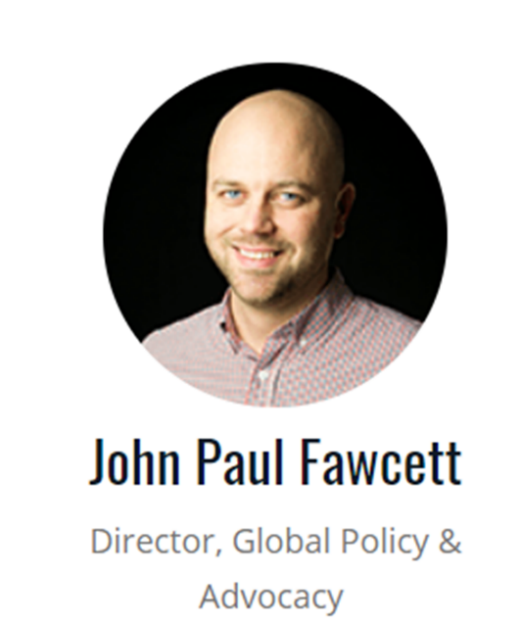 John Paul Fawcett
Director, Global Policy &
Advocacy